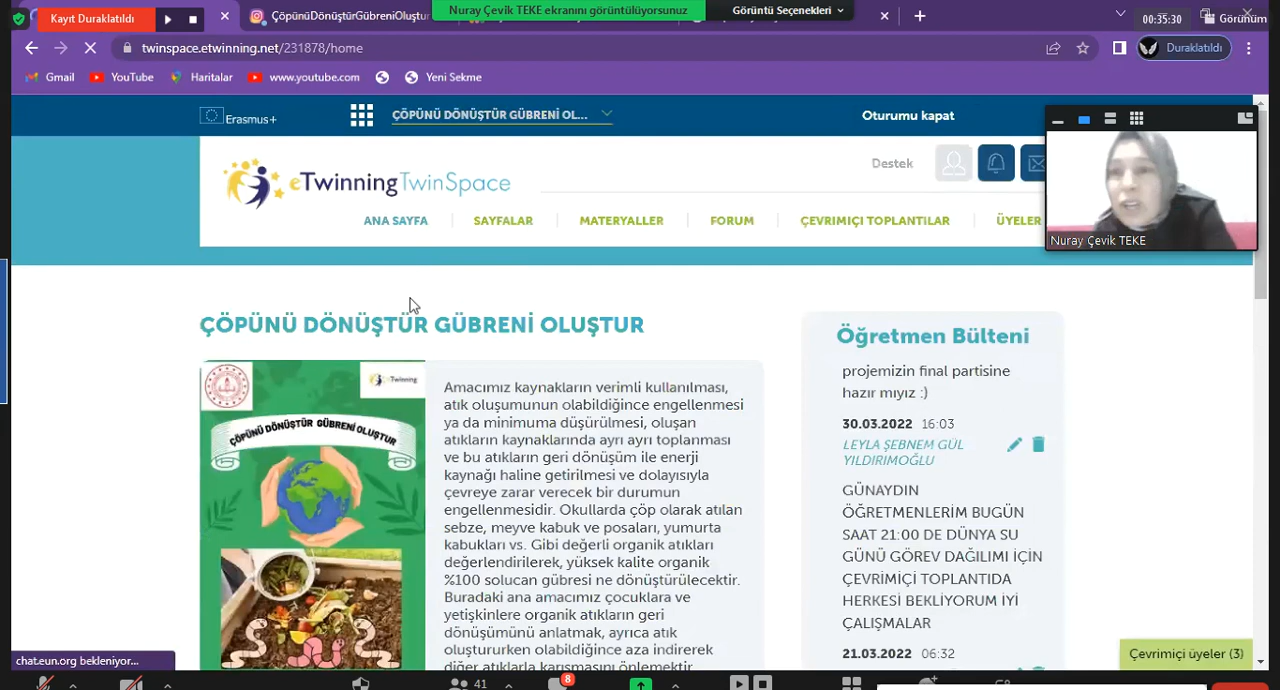 Kayıt Duraklatıldı
ÇöpünüDönüştürGübreniOluştur
Nuray Çevik TEKE ekranını görüntülüyorsunuz
Görüntü Seçenekleri
00:35:30
Görünüm
twinspace.etwinning.net/231878/home
Duraklatıldı
Gmail
YouTube
Haritalar
www.youtube.com
Yeni Sekme
Erasmus+
ÇÖPÜNÜ DÖNÜŞTÜR GÜBRENİ OL...
Oturumu kapat
eTwinningTwinSpace
Destek
ANA SAYFA
SAYFALAR
MATERYALLER
FORUM
ÇEVRIMIÇI TOPLANTILAR
ÜYELER
Nuray Çevik TEKE
ÇÖPÜNÜ DÖNÜŞTÜR GÜBRENİ OLUŞTUR
eTwinning
ÇÖPÜNÜ DÖNÜŞTÜR GÜBRENİ OLUŞTUR
Amacımız kaynakların verimli kullanılması,
atık oluşumunun olabildiğince engellenmesi
ya da minimuma düşürülmesi, oluşan
atıkların kaynaklarında ayrı ayrı toplanması
ve bu atıkların geri dönüşüm ile enerji
kaynağı haline getirilmesi ve dolayısıyla
çevreye zarar verecek bir durumun
engellenmesidir. Okullarda çöp olarak atılan
sebze, meyve kabuk ve posaları, yumurta
kabukları vs. Gibi değerli organik atıkları
değerlendirilerek, yüksek kalite organik
%100 solucan gübresi ne dönüştürülecektir.
Buradaki ana amacımız çocuklara ve
yetişkinlere organik atıkların geri
dönüşümünü anlatmak, ayrıca atık
oluştururken olabildiğince aza indirerek
diğer atıklarla karışmasını önlemektir.
Öğretmen Bülteni
projemizin final partisine
hazır mıyız :)
30.03.2022 16:03
LEYLA ŞEBNEM GÜL
YILDIRIMOĞLU
GÜNAYDIN
ÖĞRETMENLERİM BUGÜN
SAAT 21:00 DE DÜNYA SU
GÜNÜ GÖREV DAĞILIMI İÇİN
ÇEVRİMİÇİ TOPLANTIDA
HERKESİ BEKLİYORUM İYİ
ÇALIŞMALAR
21.03.2022 06:32
Çevrimiçi üyeler (3)
chat.eun.org bekleniyor...
41
8